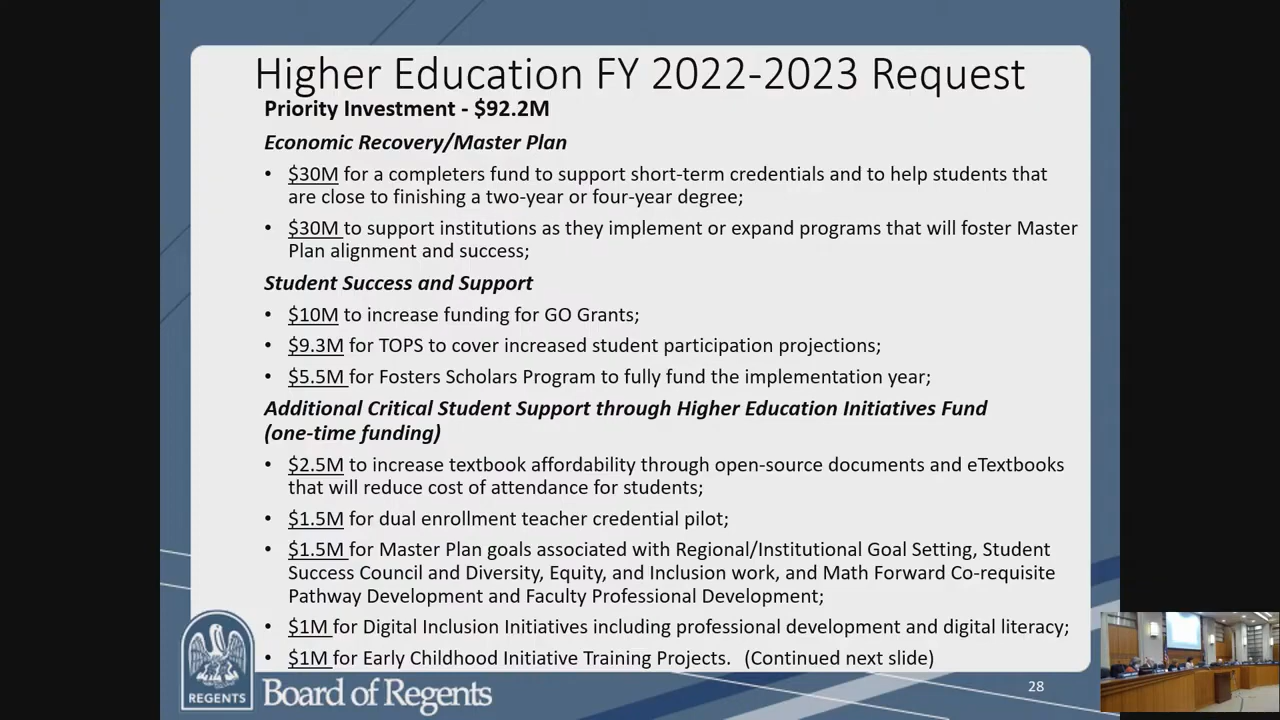 Higher Education FY 2022-2023 Request
Priority Investment - $92.2M
Economic Recovery/Master Plan
• $30M for a completers fund to support short-term credentials and to help students that
are close to finishing a two-year or four-year degree;
• $30M to support institutions as they implement or expand programs that will foster Master
Plan alignment and success;
Student Success and Support
• $10M to increase funding for GO Grants;
• $9.3M for TOPS to cover increased student participation projections;
• $5.5M for Fosters Scholars Program to fully fund the implementation year;
Additional Critical Student Support through Higher Education Initiatives Fund
(one-time funding)
• $2.5M to increase textbook affordability through open-source documents and eTextbooks
that will reduce cost of attendance for students;
• $1.5M for dual enrollment teacher credential pilot;
• $1.5M for Master Plan goals associated with Regional/Institutional Goal Setting, Student
Success Council and Diversity, Equity, and Inclusion work, and Math Forward Co-requisite
Pathway Development and Faculty Professional Development;
• $1M for Digital Inclusion Initiatives including professional development and digital literacy;
• $1M for Early Childhood Initiative Training Projects. (Continued next slide)
REGENTS
Board of Regents
28